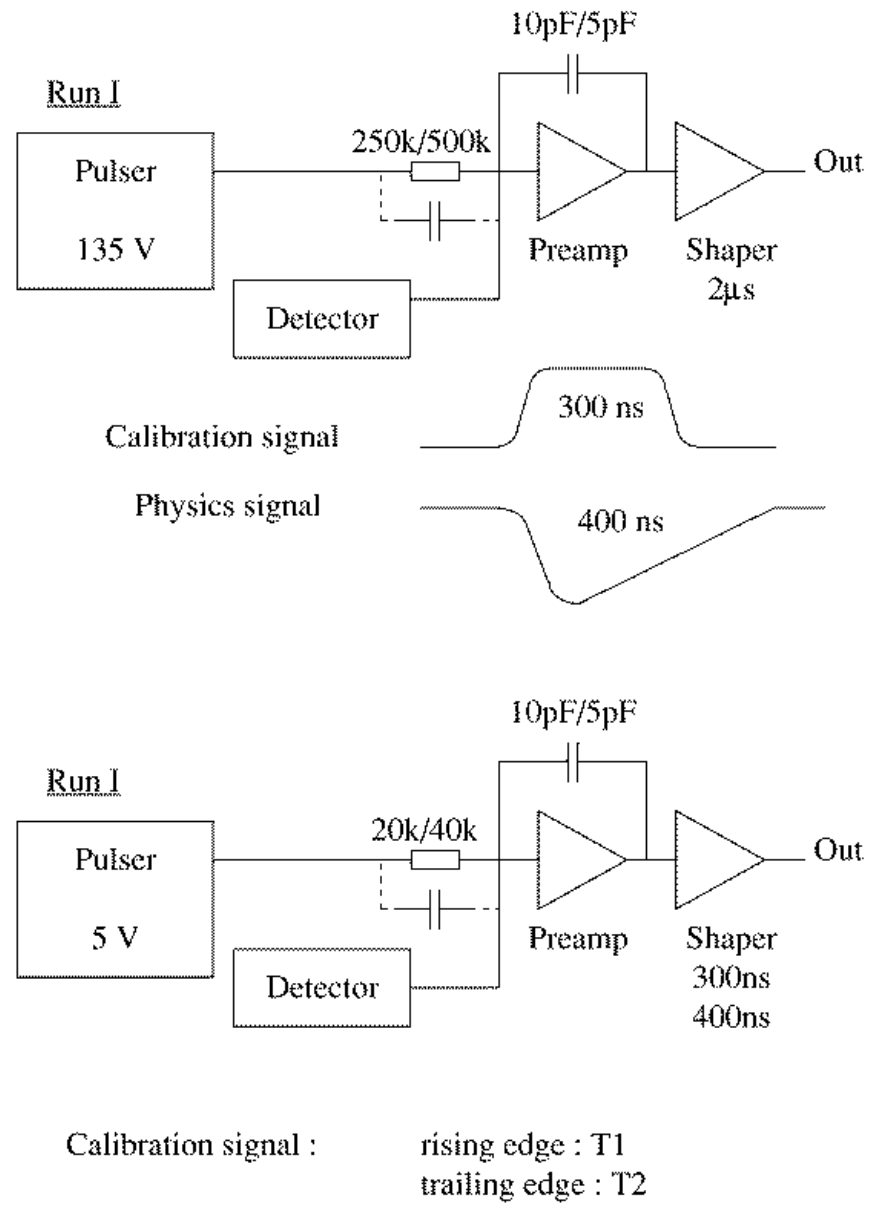 10pF/5pF
Run I
250k/500k
Pulser
Out
135 V
Preamp
Shaper
2μs
Detector
300 ns
Calibration signal
Physics signal
400 ns
10pF/5pF
Run I
20k/40k
Pulser
Out
5 V
Preamp
Shaper
300ns
Detector
400ns
Calibration signal : rising edge : T1
trailing edge : T2